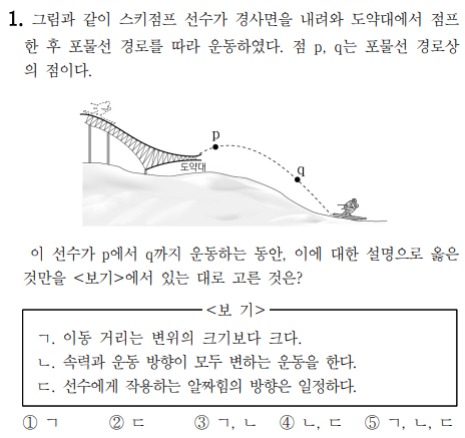 1. 그림과 같이 스키점프 선수가 경사면을 내려와 도약대에서 점프
한 후 포물선 경로를 따라 운동하였다. 점 p, q는 포물선 경로상
의 점이다.
p
도약대
q
이 선수가 p에서 q까지 운동하는 동안, 이에 대한 설명으로 옳은
것만을 <보기>에서 있는 대로 고른 것은?
<보 기>
ㄱ. 이동 거리는 변위의 크기보다 크다.
ㄴ. 속력과 운동 방향이 모두 변하는 운동을 한다.
ㄷ. 선수에게 작용하는 알짜힘의 방향은 일정하다.
① ㄱ ② ㄷ ③ ㄱ, ㄴ ④ ㄴ, ㄷ ⑤ ㄱ, ㄴ, ㄷ